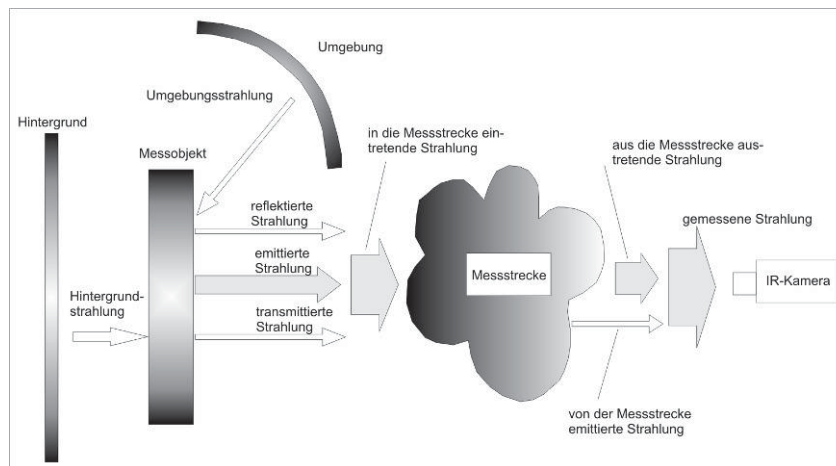 Umgebung
Umgebungsstrahlung
Hintergrund
Messobjekt
in die Messstrecke ein-
tretende Strahlung
aus die Messstrecke aus-
tretende Strahlung
reflektierte
Strahlung
gemessene Strahlung
emittierte
Strahlung
Messstrecke
IR-Kamera
Hintergrund-
strahlung
transmittierte
Strahlung
von der Messstrecke
emittierte Strahlung